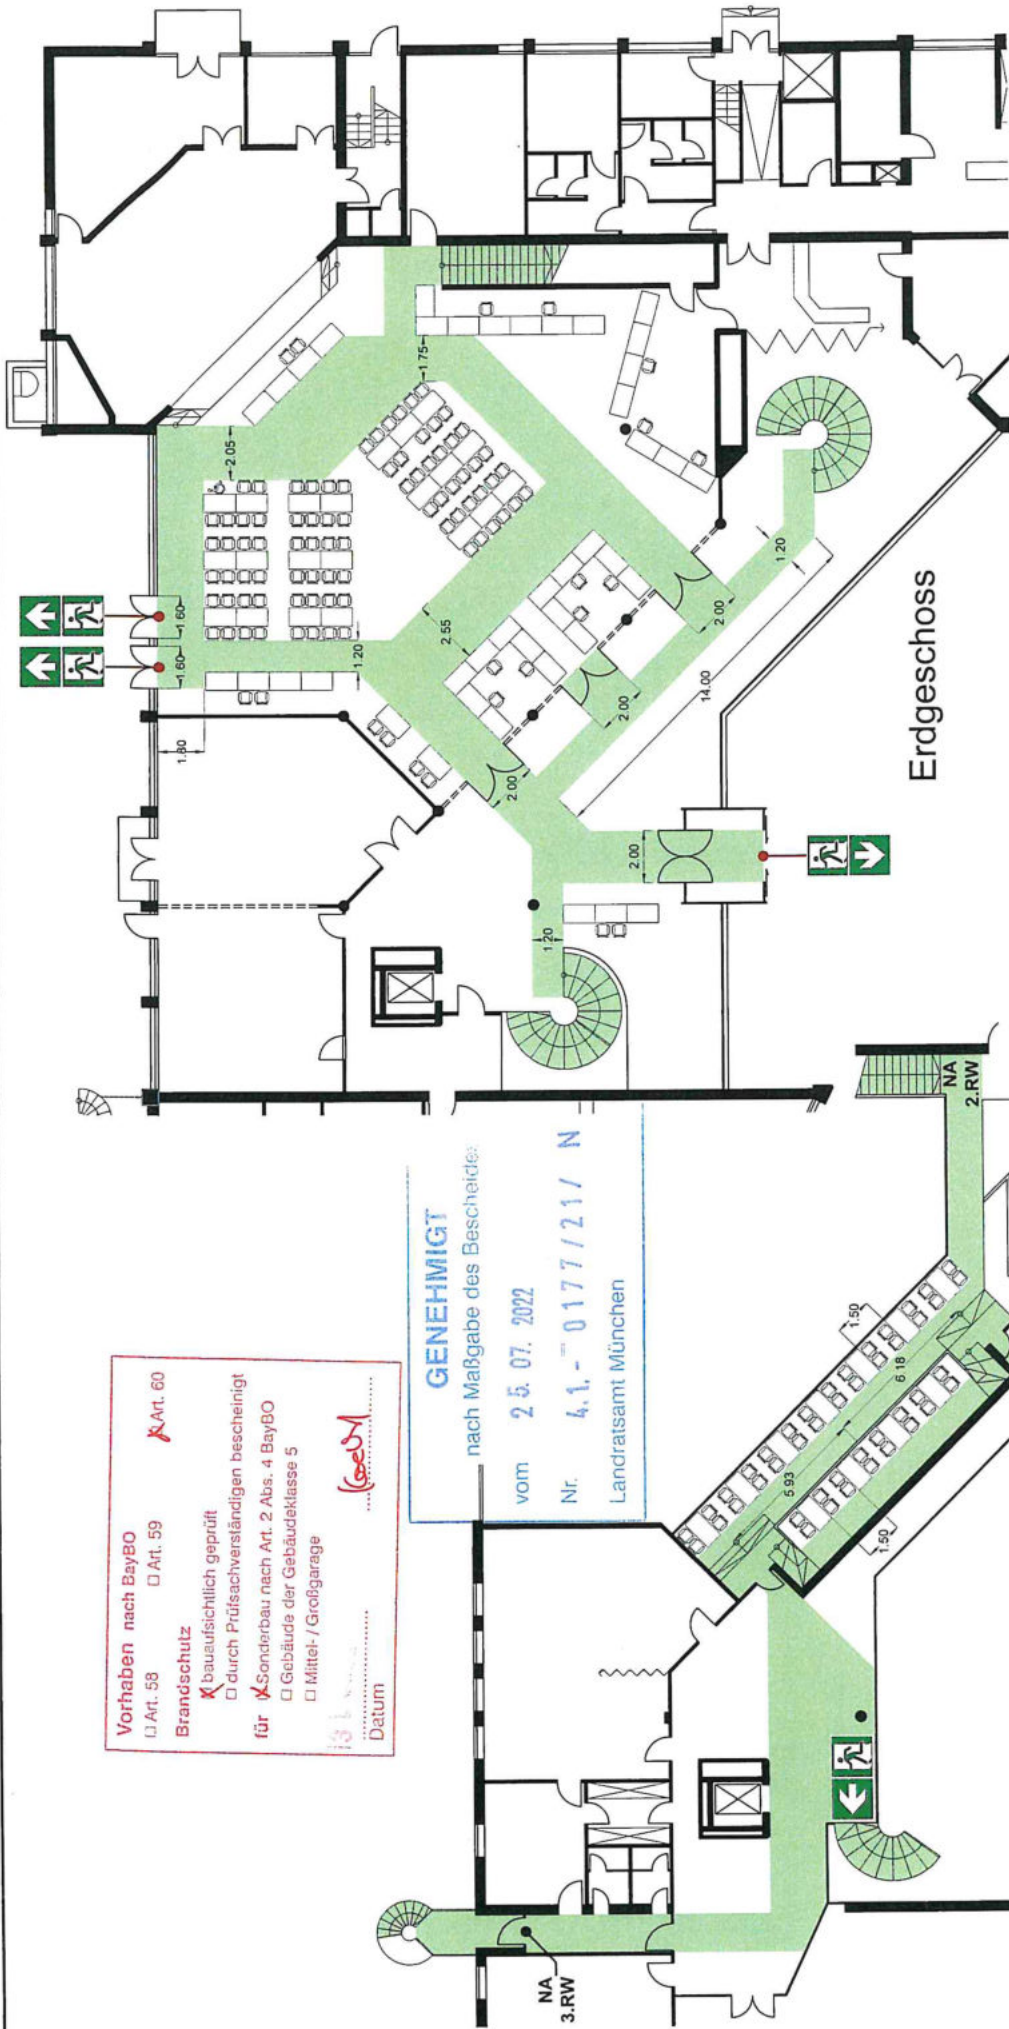 Vorhaben nach BayBO
☐ Art. 58 ☐ Art. 59 ☒ Art. 60
Brandschutz
☒ bauaufsichtlich geprüft
☐ durch Prüfsachverständigen bescheinigt
für ☒ Sonderbau nach Art. 2 Abs. 4 BayBO
☐ Gebäude der Gebäudeklasse 5
☐ Mittel- / Großgarage
Datum
GENEHMIGT
nach Maßgabe des Bescheides
vom 25. 07. 2022
Nr. 4.1.- 0177/21/ N
Landratsamt München
1.60
1.60
1.80
2.05
1.75
1.20
2.55
2.00
2.00
2.00
1.20
14.00
2.00
1.20
Erdgeschoss
NA
2.RW
1.50
6.18
5.93
1.50
NA
3.RW